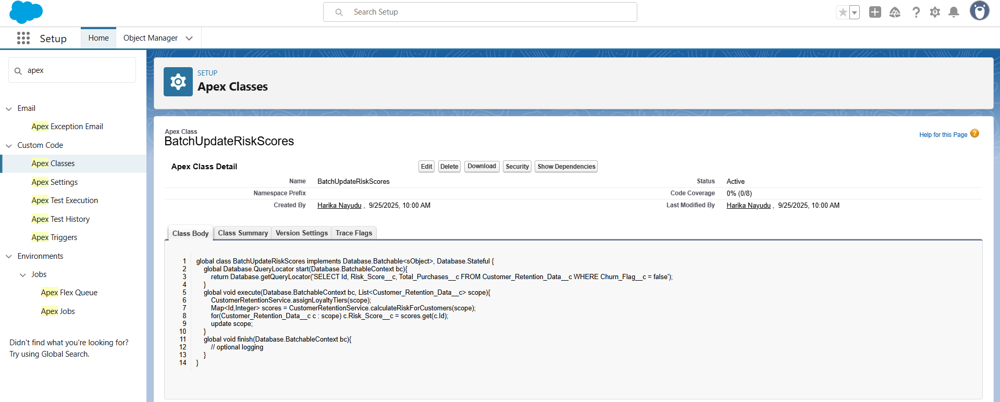 Search Setup
Setup
Home
Object Manager
apex
Email
Apex Exception Email
Custom Code
Apex Classes
Apex Settings
Apex Test Execution
Apex Test History
Apex Triggers
Environments
Jobs
Apex Flex Queue
Apex Jobs
Didn't find what you're looking for?
Try using Global Search.
SETUP
Apex Classes
Apex Class
BatchUpdateRiskScores
Help for this Page ?
Apex Class Detail
Edit Delete Download Security Show Dependencies
Name BatchUpdateRiskScores Status Active
Namespace Prefix Code Coverage 0% (0/8)
Created By Harika Nayudu , 9/25/2025, 10:00 AM Last Modified By Harika Nayudu , 9/25/2025, 10:00 AM
Class Body Class Summary Version Settings Trace Flags
1 global class BatchUpdateRiskScores implements Database.Batchable<sObject>, Database.Stateful {
2 global Database.QueryLocator start(Database.BatchableContext bc){
3 return Database.getQueryLocator('SELECT Id, Risk_Score__c, Total_Purchases__c FROM Customer_Retention_Data__c WHERE Churn_Flag__c = false');
4 }
5 global void execute(Database.BatchableContext bc, List<Customer_Retention_Data__c> scope){
6 CustomerRetentionService.assignLoyaltyTiers(scope);
7 Map<Id,Integer> scores = CustomerRetentionService.calculateRiskForCustomers(scope);
8 for(Customer_Retention_Data__c c : scope) c.Risk_Score__c = scores.get(c.Id);
9 update scope;
10 }
11 global void finish(Database.BatchableContext bc){
12 // optional logging
13 }
14 }